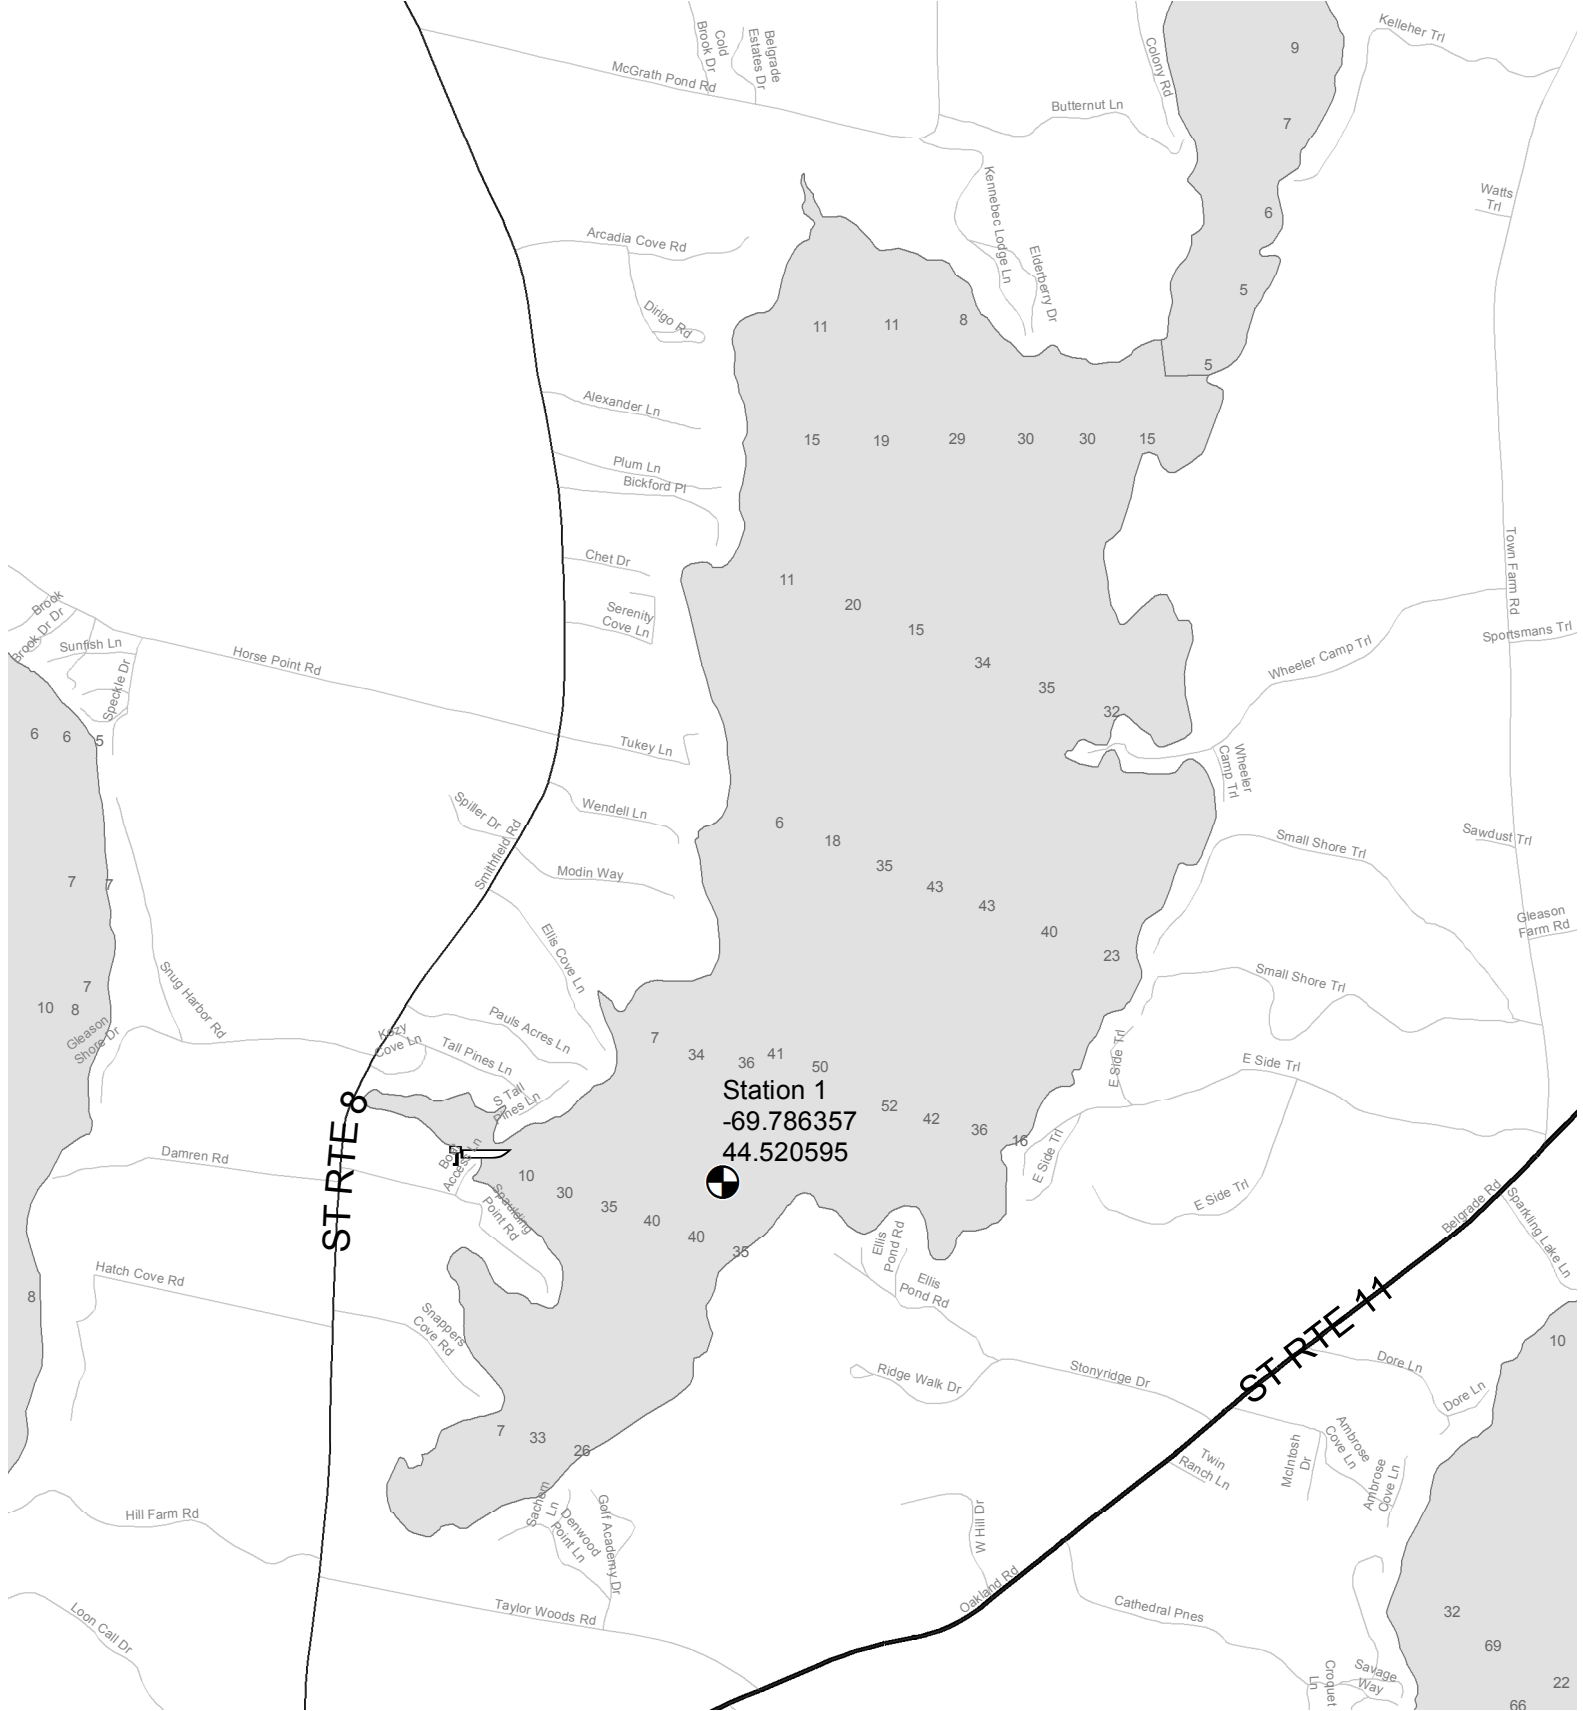 9
Kelleher Trl
Cold
Brook Dr
Belgrade
Estates Dr
McGrath Pond Rd
Colony Rd
Butternut Ln
7
Kennebec Lodge Ln
Elderberry Dr
Watts
Trl
6
Arcadia Cove Rd
5
Dirigo Rd
11
11
8
5
Alexander Ln
15
19
29
30
30
15
Plum Ln
Bickford Pl
Chet Dr
11
20
15
34
35
32
Serenity
Cove Ln
Town Farm Rd
Sportsmans Trl
Brook
Brook Dr Dr
Sunfish Ln
Speckle Dr
Horse Point Rd
Wheeler Camp Trl
6
6
5
Tukey Ln
Wheeler
Camp Trl
Spiller Dr
Smithfield Rd
Wendell Ln
6
18
35
43
43
40
23
Small Shore Trl
Sawdust Trl
Modin Way
7
7
Ellis Cove Ln
Gleason
Farm Rd
Small Shore Trl
7
10
8
Gleason
Shore Dr
Snug Harbor Rd
Kozy
Cove Ln
Pauls Acres Ln
Tall Pines Ln
S Tall
Pines Ln
7
34
36
41
50
52
42
36
16
E Side Trl
E Side Trl
Station 1
-69.786357
44.520595
ST RTE 8
Damren Rd
Boat
Access Ln
Spaulding
Point Rd
10
30
35
40
40
35
E Side Trl
E Side Trl
Belgrade Rd
Sparkling Lake Ln
Ellis
Pond Rd
Ellis
Pond Rd
Hatch Cove Rd
8
Snappers
Cove Rd
ST RTE 11
10
Ridge Walk Dr
Stonyridge Dr
Dore Ln
Dore Ln
7
33
26
Twin
Ranch Ln
McIntosh
Dr
Ambrose
Cove Ln
Ambrose
Cove Ln
Hill Farm Rd
Sachem
Ln
Denwood
Point Ln
Golf Academy Dr
W Hill Dr
Oakland Rd
Taylor Woods Rd
Cathedral Pnes
Loon Call Dr
32
69
Croquet
Ln
Savage
Way
22
66